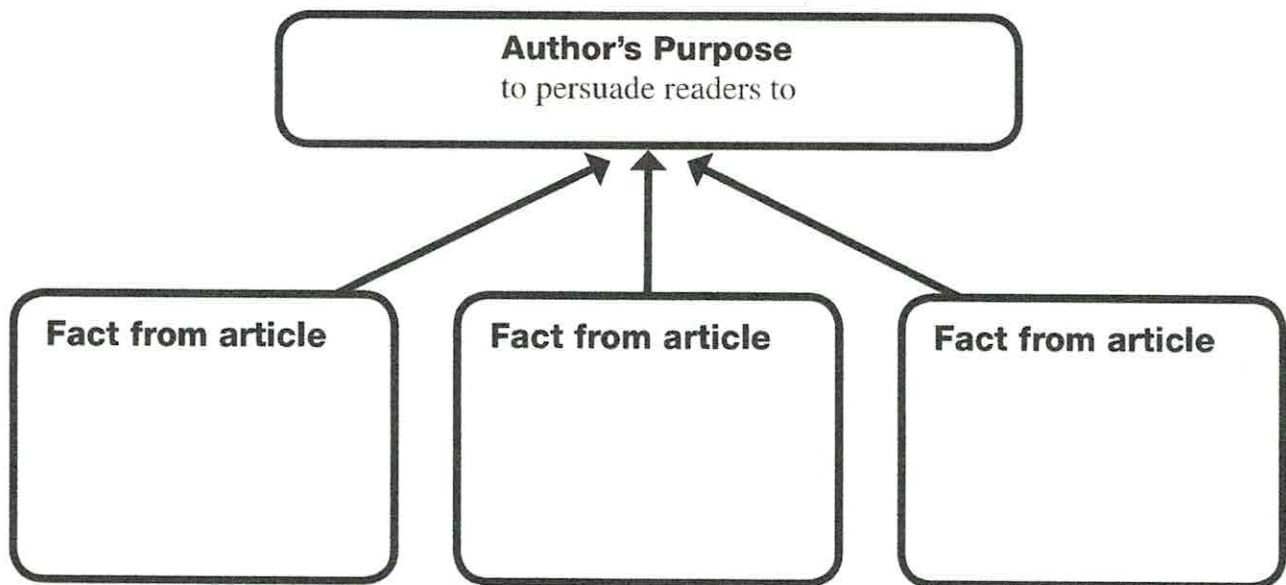 Author's Purpose
to persuade readers to
Fact from article
Fact from article
Fact from article